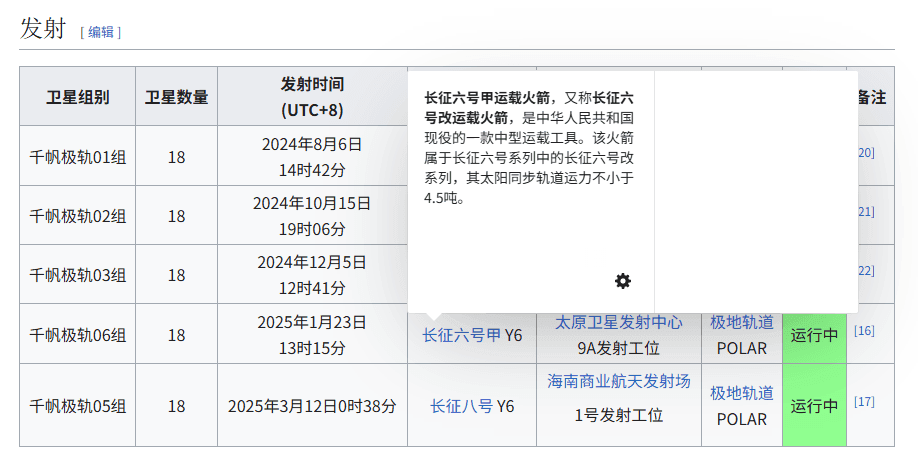 发射 [ 编辑 ]
卫星组别 卫星数量 发射时间 (UTC+8) 备注
千帆极轨01组 18 2024年8月6日 14时42分 20]
千帆极轨02组 18 2024年10月15日 19时06分 21]
千帆极轨03组 18 2024年12月5日 12时41分 22]
长征六号甲运载火箭，又称长征六
号改运载火箭，是中华人民共和国
现役的一款中型运载工具。该火箭
属于长征六号系列中的长征六号改
系列，其太阳同步轨道运力不小于
4.5吨。
千帆极轨06组 18 2025年1月23日 13时15分 长征六号甲 Y6 太原卫星发射中心 9A发射工位 极地轨道 POLAR 运行中 [16]
千帆极轨05组 18 2025年3月12日0时38分 长征八号 Y6 海南商业航天发射场 1号发射工位 极地轨道 POLAR 运行中 [17]